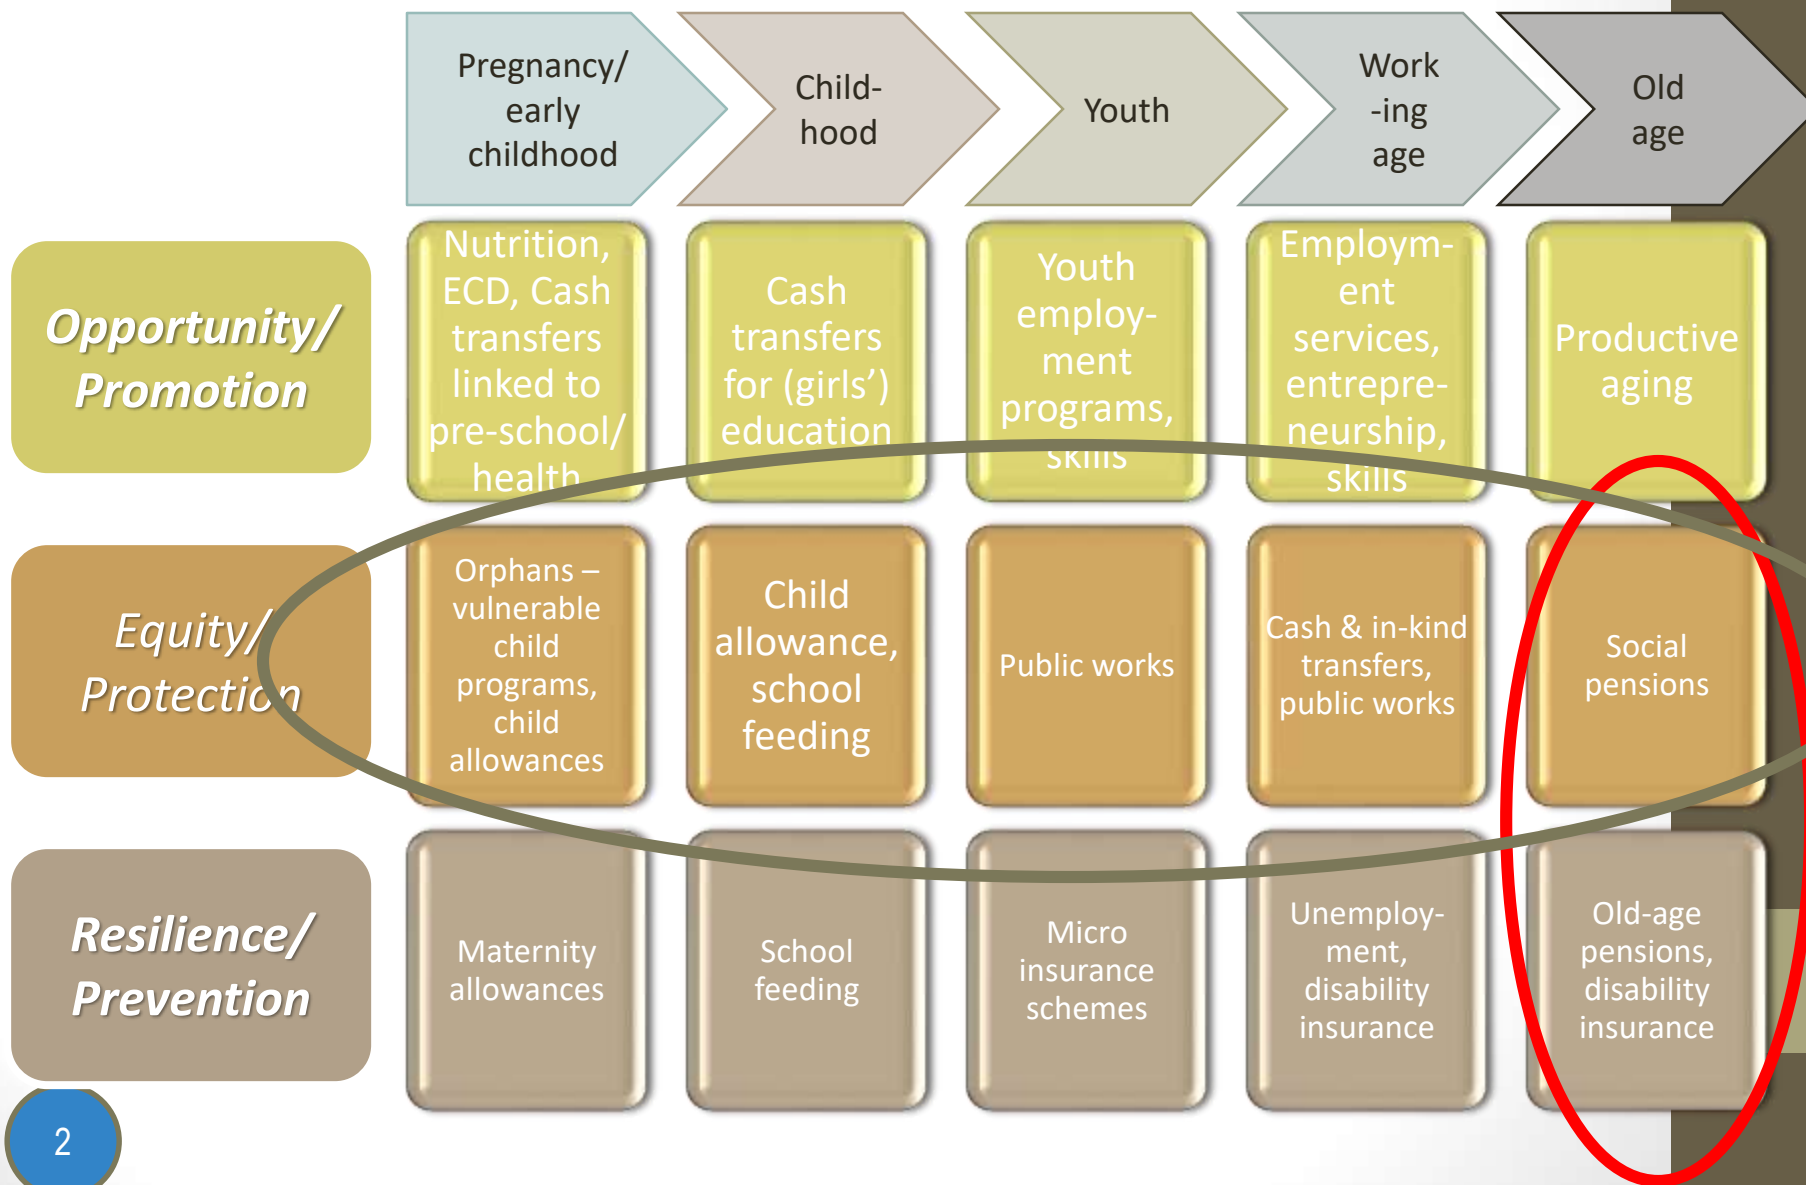 Pregnancy/
early
childhood
Child-
hood
Youth
Work
-ing
age
Old
age
Opportunity/
Promotion
Nutrition,
ECD, Cash
transfers
linked to
pre-school/
health
Cash
transfers
for (girls’)
education
Youth
employ-
ment
programs,
skills
Employm-
ent
services,
entrepre-
neurship,
skills
Productive
aging
Equity/
Protection
Orphans –
vulnerable
child
programs,
child
allowances
Child
allowance,
school
feeding
Public works
Cash & in-kind
transfers,
public works
Social
pensions
Resilience/
Prevention
Maternity
allowances
School
feeding
Micro
insurance
schemes
Unemploy-
ment,
disability
insurance
Old-age
pensions,
disability
insurance
2